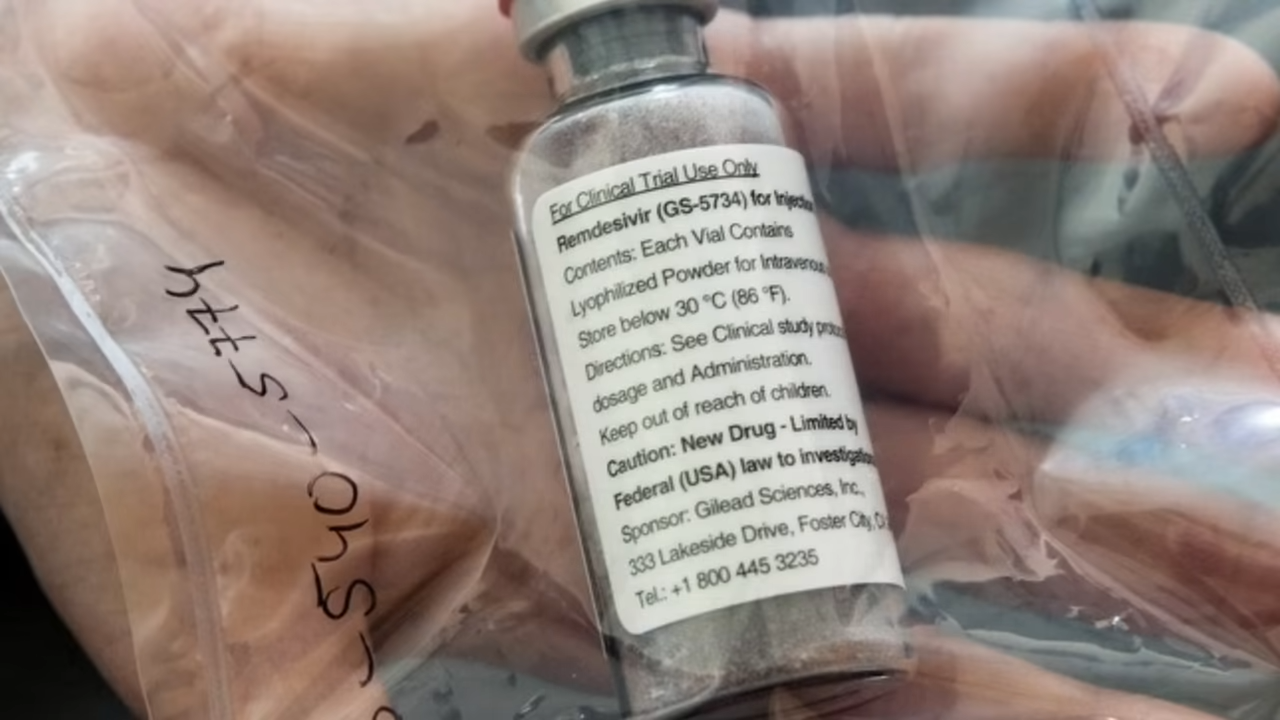 For Clinical Trial Use Only
Remdesivir (GS-5734) for
Contents: Each Vial Contains
Lyophilized Powder for
Store below 30 °C (86 °F).
Directions: See Clinical study
dosage and Administration.
Keep out of reach of children.
Caution: New Drug - Limited by
Federal (USA) law to
Sponsor: Gilead Sciences, Inc.,
333 Lakeside Drive, Foster City,
Tel.: +1 800 445 3235